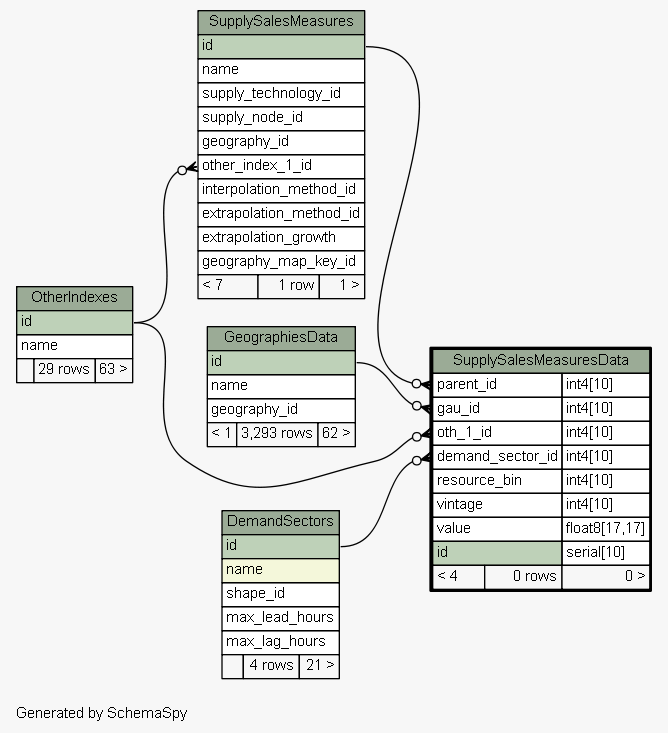 SupplySalesMeasures
id
name
supply_technology_id
supply_node_id
geography_id
other_index_1_id
interpolation_method_id
extrapolation_method_id
extrapolation_growth
geography_map_key_id
< 7 1 row 1 >
OtherIndexes
id
name
29 rows 63 >
GeographiesData
id
name
geography_id
< 1 3,293 rows 62 >
SupplySalesMeasuresData
parent_id int4[10]
gau_id int4[10]
oth_1_id int4[10]
demand_sector_id int4[10]
resource_bin int4[10]
vintage int4[10]
value float8[17,17]
id serial[10]
< 4 0 rows 0 >
DemandSectors
id
name
shape_id
max_lead_hours
max_lag_hours
4 rows 21 >
Generated by SchemaSpy